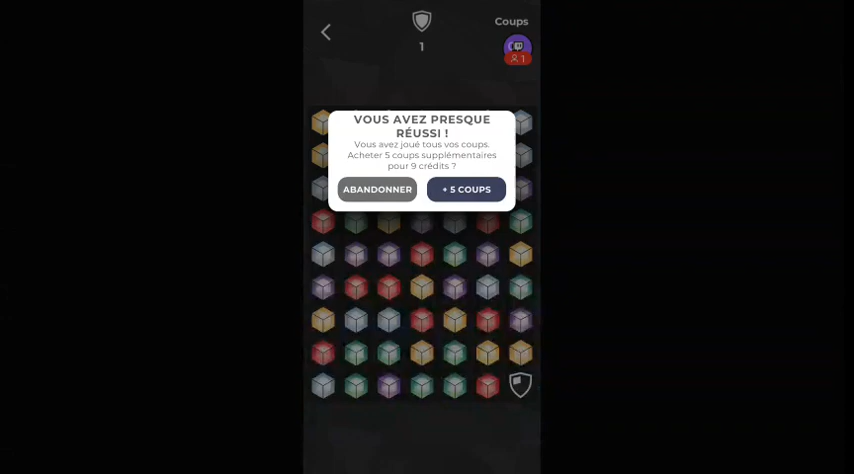 Coups
1
1
VOUS AVEZ PRESQUE
RÉUSSI !
Vous avez joué tous vos coups.
Acheter 5 coups supplémentaires
pour 9 crédits ?
ABANDONNER
+ 5 COUPS